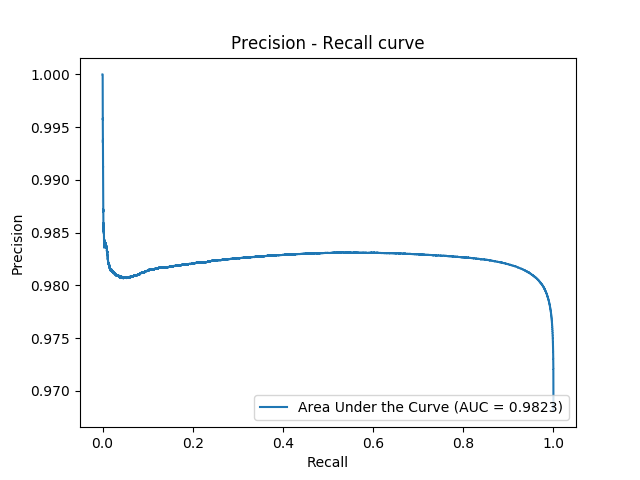 Precision - Recall curve
1.000
0.995
0.990
0.985
0.980
0.975
0.970
Precision
Area Under the Curve (AUC = 0.9823)
0.0 0.2 0.4 0.6 0.8 1.0
Recall